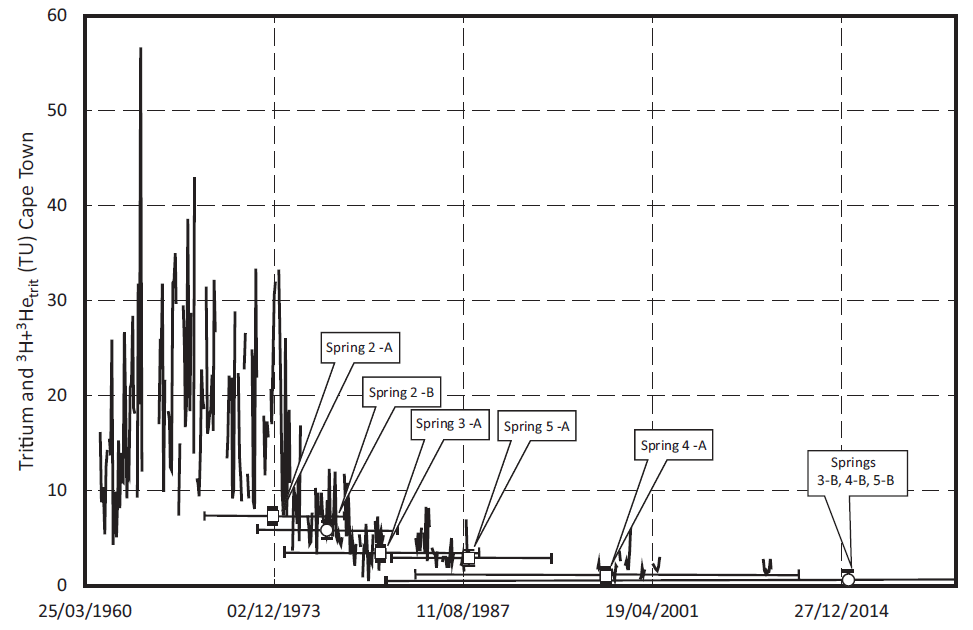 60
50
40
30
20
10
0
Tritium and ³H+³Heₜᵣᵢₜ (TU) Cape Town
Spring 2 -A
Spring 2 -B
Spring 3 -A
Spring 5 -A
Spring 4 -A
Springs
3-B, 4-B, 5-B
25/03/1960
02/12/1973
11/08/1987
19/04/2001
27/12/2014